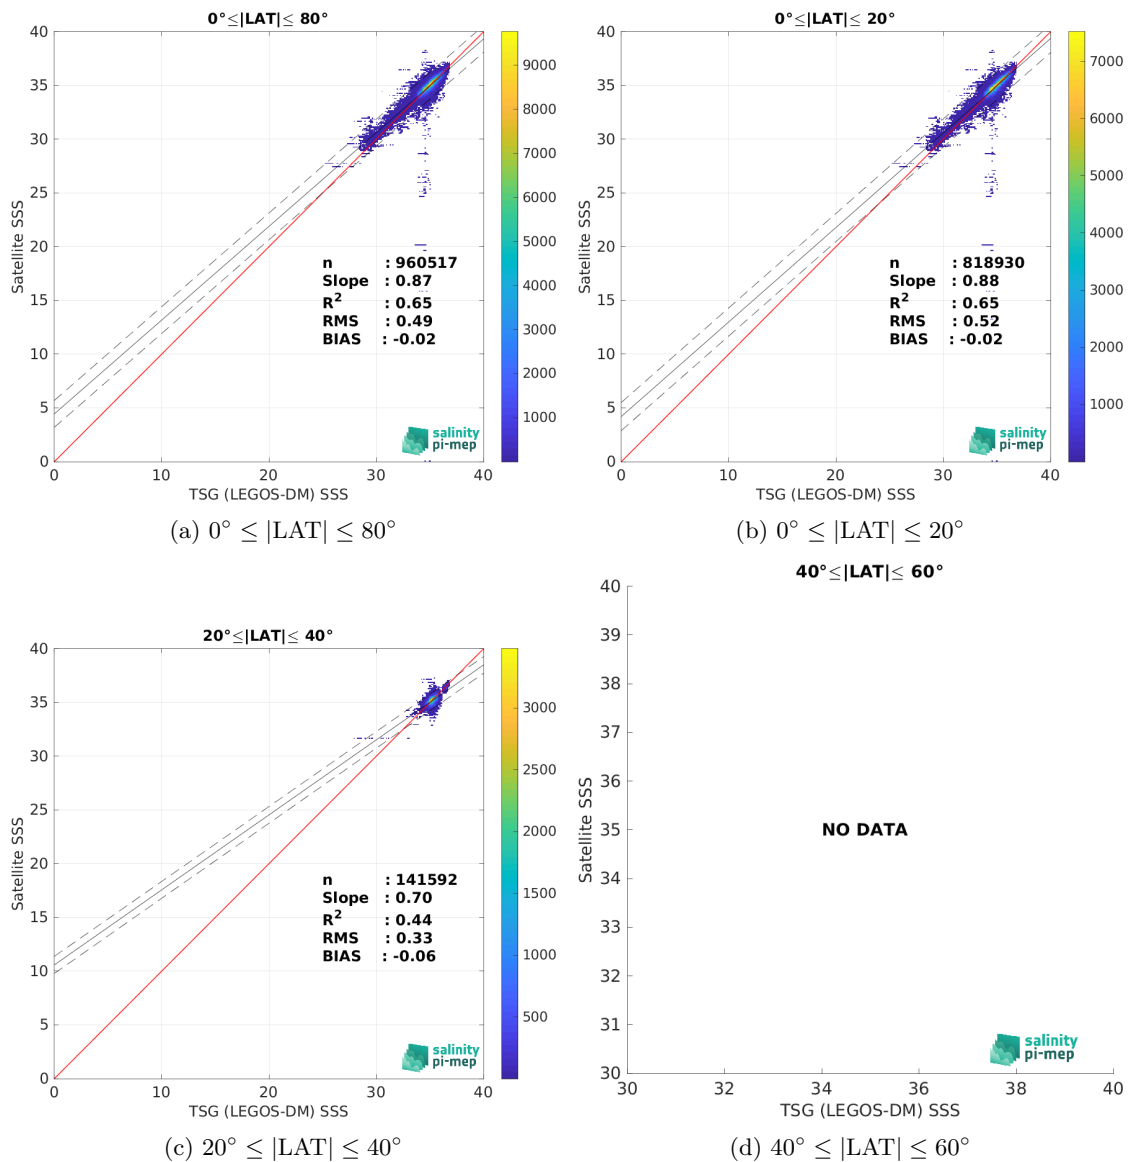 0°≤|LAT|≤ 80°
40
35
30
25
20
15
10
5
0
Satellite SSS
n : 960517
Slope : 0.87
R² : 0.65
RMS : 0.49
BIAS : -0.02
salinity
pi-mep
0 10 20 30 40
TSG (LEGOS-DM) SSS
9000
8000
7000
6000
5000
4000
3000
2000
1000
(a) 0° ≤ |LAT| ≤ 80°
0°≤|LAT|≤ 20°
40
35
30
25
20
15
10
5
0
Satellite SSS
n : 818930
Slope : 0.88
R² : 0.65
RMS : 0.52
BIAS : -0.02
salinity
pi-mep
0 10 20 30 40
TSG (LEGOS-DM) SSS
7000
6000
5000
4000
3000
2000
1000
(b) 0° ≤ |LAT| ≤ 20°
20°≤|LAT|≤ 40°
40
35
30
25
20
15
10
5
0
Satellite SSS
n : 141592
Slope : 0.70
R² : 0.44
RMS : 0.33
BIAS : -0.06
salinity
pi-mep
0 10 20 30 40
TSG (LEGOS-DM) SSS
3000
2500
2000
1500
1000
500
(c) 20° ≤ |LAT| ≤ 40°
40°≤|LAT|≤ 60°
40
39
38
37
36
35
34
33
32
31
30
Satellite SSS
NO DATA
salinity
pi-mep
30 32 34 36 38 40
TSG (LEGOS-DM) SSS
(d) 40° ≤ |LAT| ≤ 60°